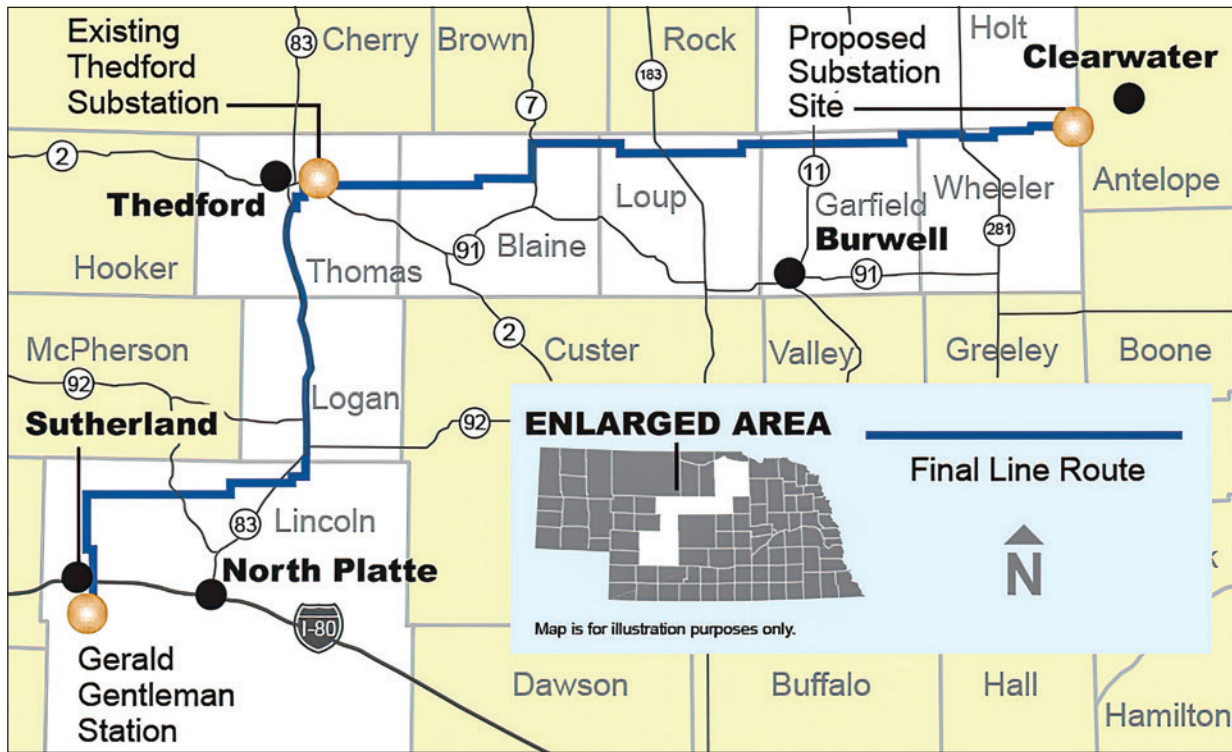 Existing
Thedford
Substation
83
Cherry
Brown
Rock
183
Proposed
Substation
Site
Holt
Clearwater
7
2
11
Thedford
Loup
Garfield
Wheeler
Antelope
Burwell
281
Hooker
Thomas
91
Blaine
91
2
McPherson
Custer
Valley
Greeley
Boone
92
Logan
Sutherland
92
ENLARGED AREA
Final Line Route
83
Lincoln
N
North Platte
I-80
Map is for illustration purposes only.
k
Gerald
Gentleman
Station
Dawson
Buffalo
Hall
Hamilton